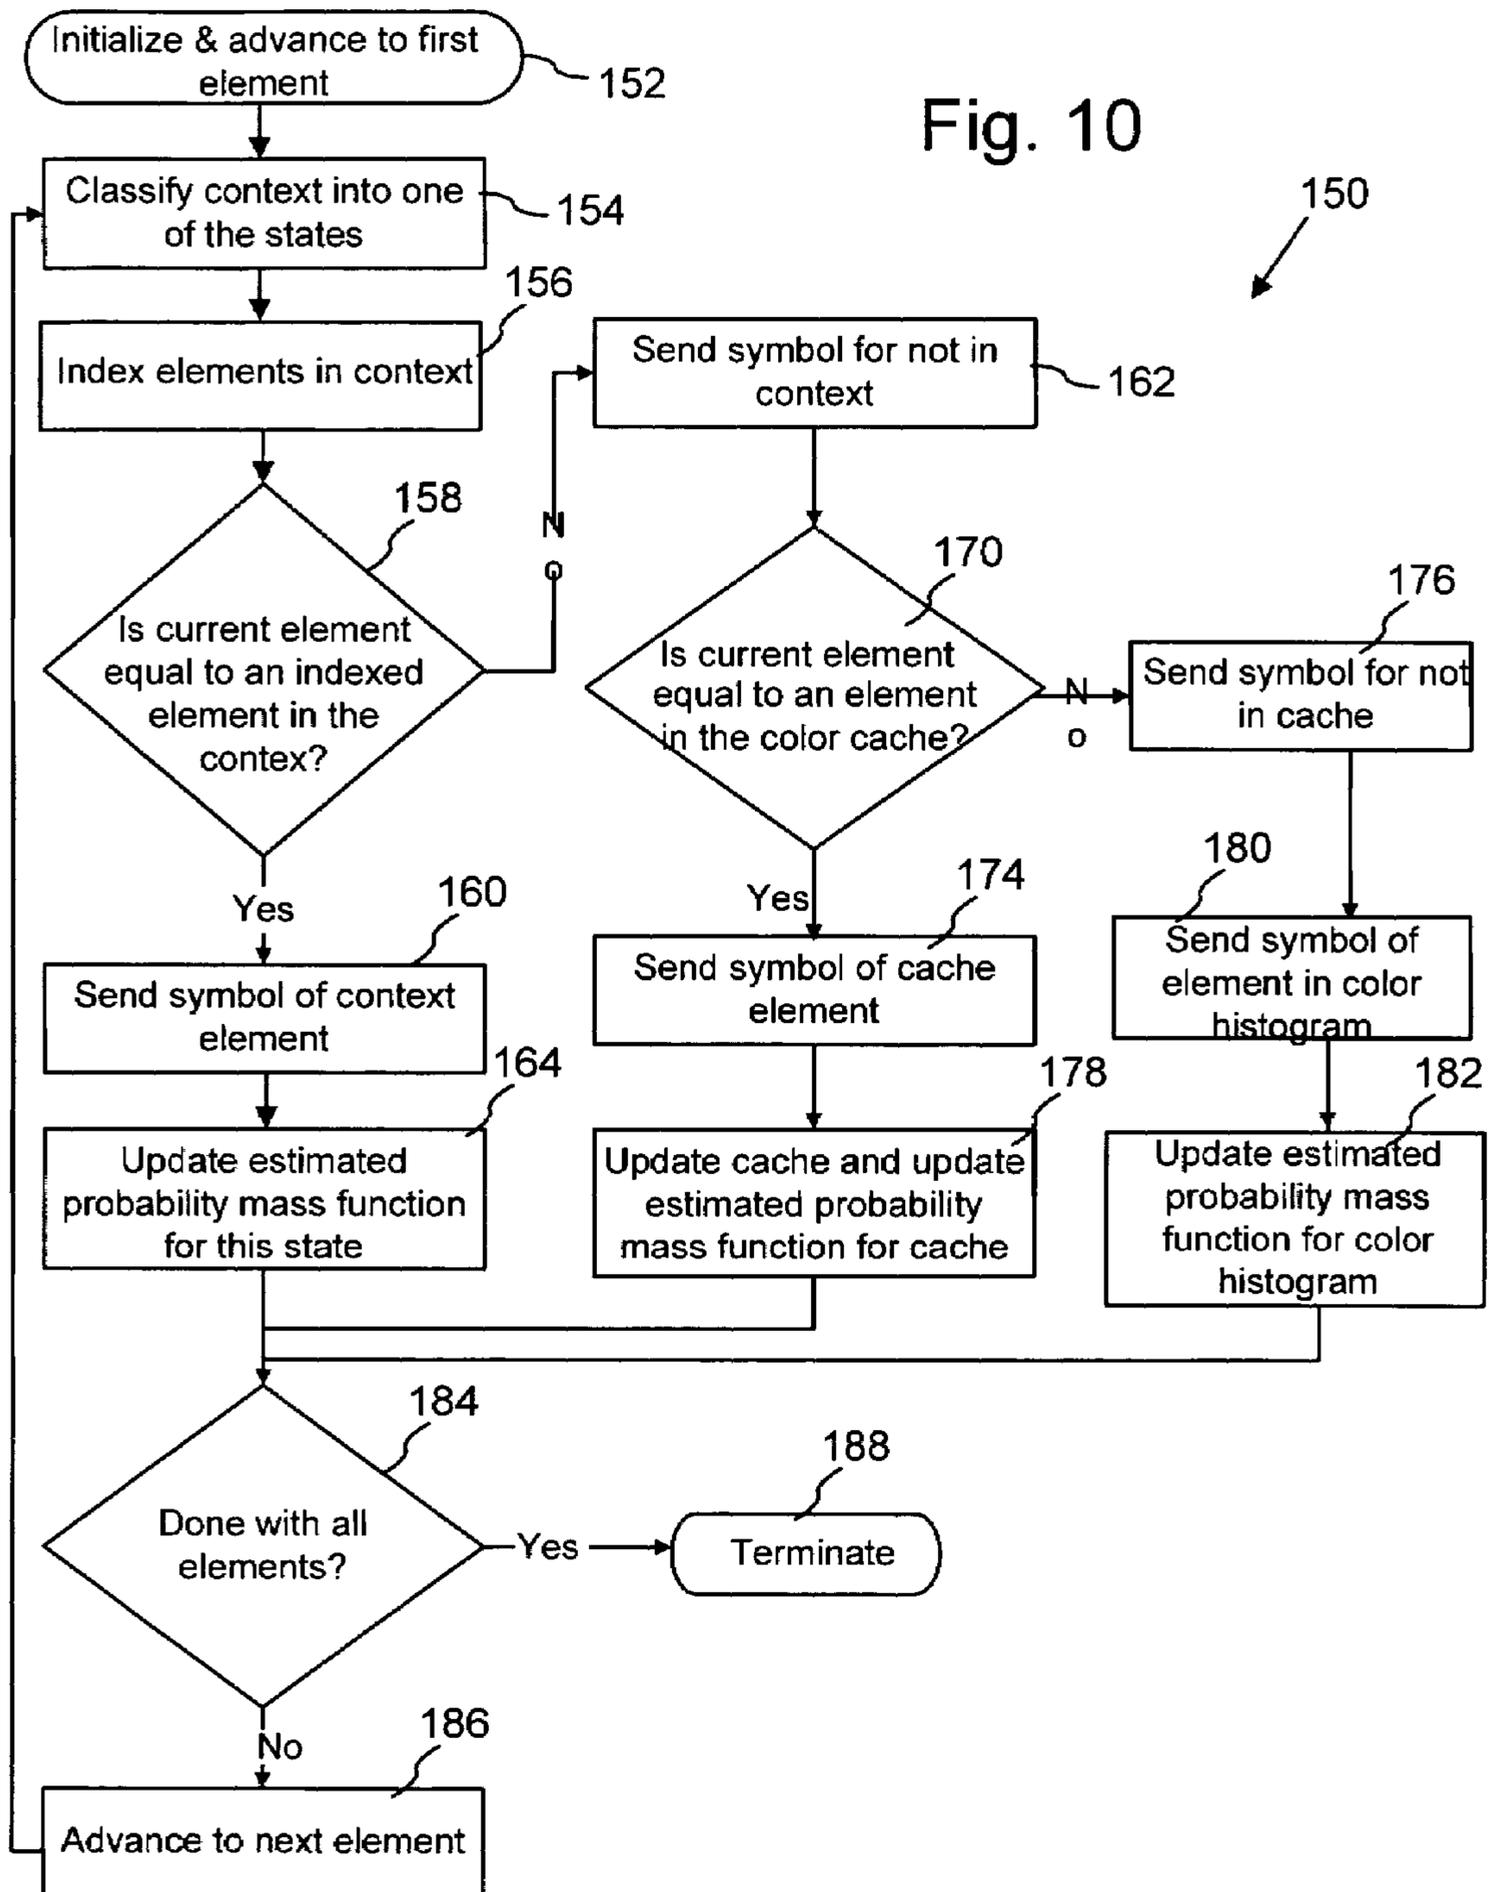 Initialize & advance to first
element
152
Fig. 10
150
Classify context into one
of the states
154
156
Index elements in context
Send symbol for not in
context
162
158
N
o
Is current element
equal to an indexed
element in the
contex?
170
Is current element
equal to an element
in the color cache?
N
o
176
Send symbol for not
in cache
Yes
160
Send symbol of context
element
Yes
174
Send symbol of cache
element
180
Send symbol of
element in color
histogram
164
Update estimated
probability mass function
for this state
178
Update cache and update
estimated probability
mass function for cache
182
Update estimated
probability mass
function for color
histogram
184
Done with all
elements?
Yes
188
Terminate
No
186
Advance to next element